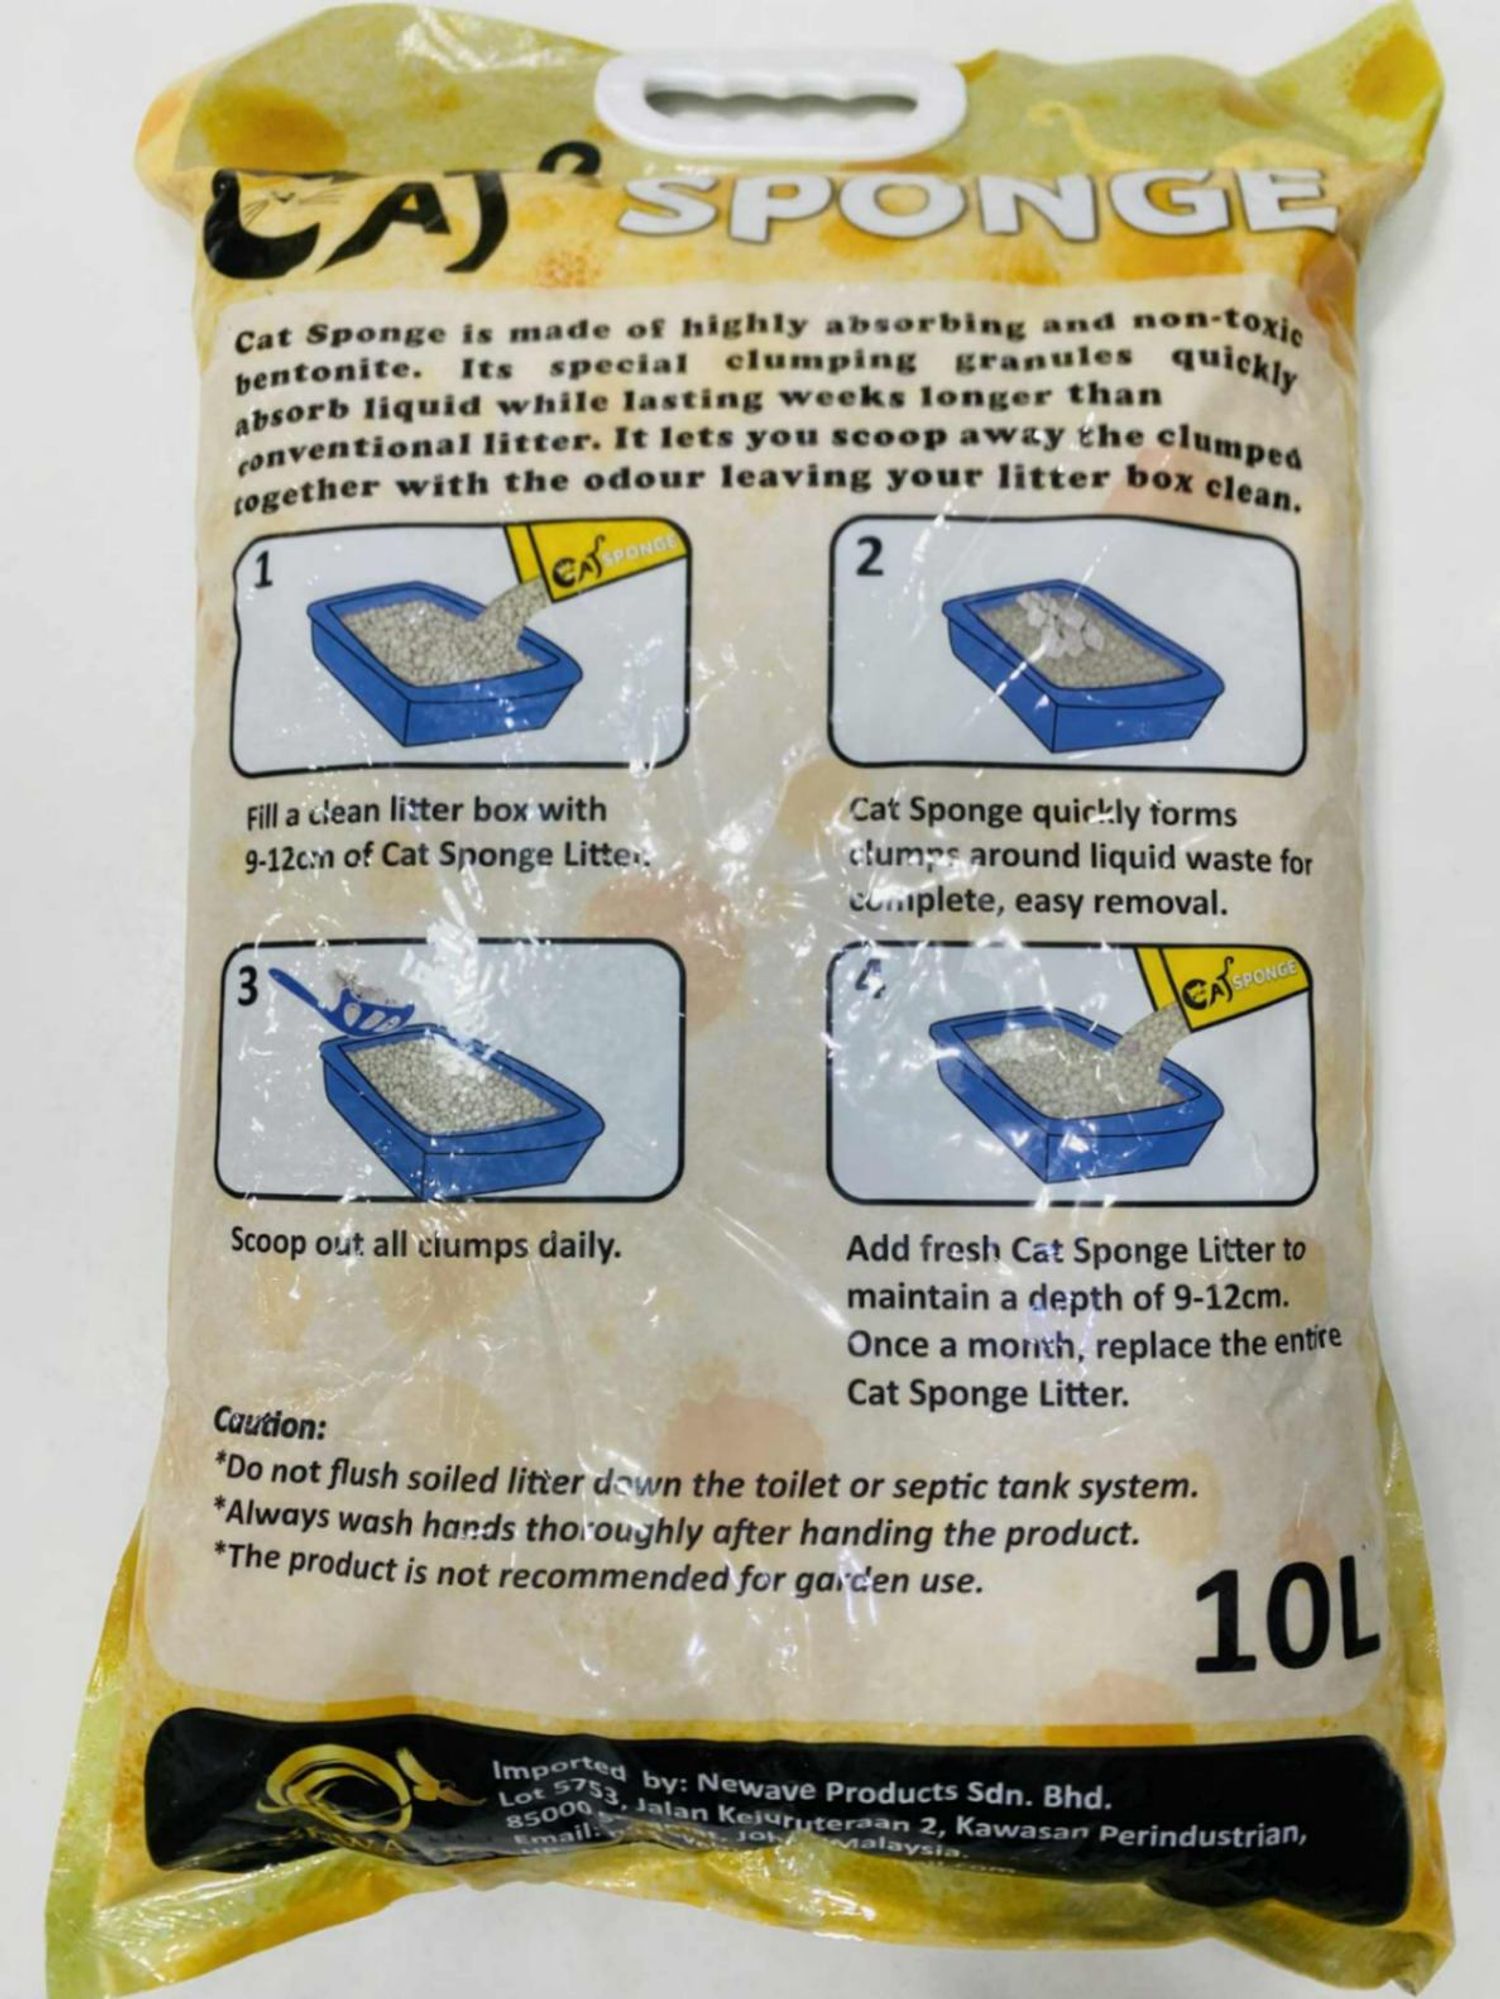 CAT SPONGE
Cat Sponge is made of highly absorbing and non-toxic
bentonite. Its special clumping granules quickly
absorb liquid while lasting weeks longer than
conventional litter. It lets you scoop away the clumped
together with the odour leaving your litter box clean.
1
CAT SPONGE
2
Fill a clean litter box with
9-12cm of Cat Sponge Litter.
Cat Sponge quickly forms
clumps around liquid waste for
complete, easy removal.
3
4
CAT SPONGE
Scoop out all clumps daily.
Add fresh Cat Sponge Litter to
maintain a depth of 9-12cm.
Once a month, replace the entire
Cat Sponge Litter.
Caution:
*Do not flush soiled litter down the toilet or septic tank system.
*Always wash hands thoroughly after handing the product.
*The product is not recommended for garden use.
10L
Imported by: Newave Products Sdn. Bhd.
Lot 5753, Jalan Kejuruteraan 2, Kawasan Perindustrian,
85000 Malaysia.
Email: